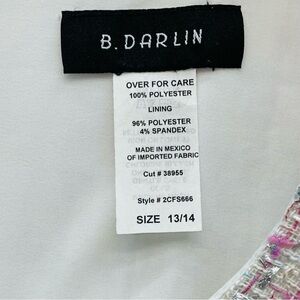 B. DARLIN
OVER FOR CARE
100% POLYESTER
LINING
96% POLYESTER
4% SPANDEX
MADE IN MEXICO
OF IMPORTED FABRIC
Cut # 38955
Style # 2CFS666
SIZE 13/14